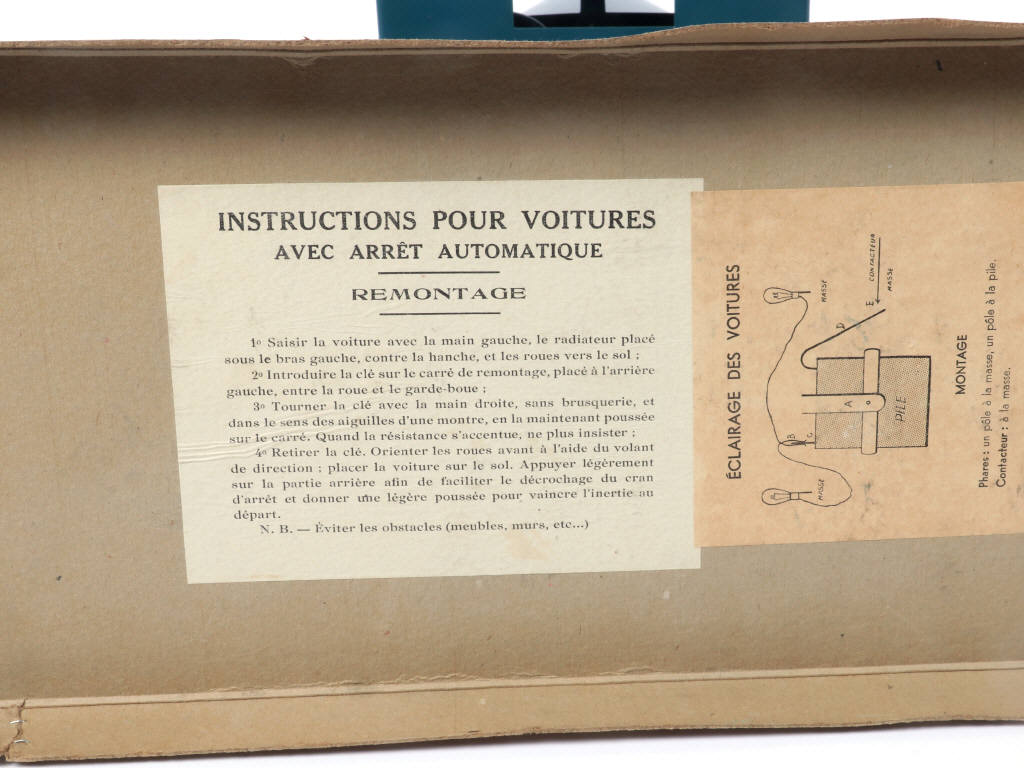 INSTRUCTIONS POUR VOITURES
AVEC ARRÊT AUTOMATIQUE
REMONTAGE
1o Saisir la voiture avec la main gauche, le radiateur placé
sous le bras gauche, contre la hanche, et les roues vers le sol ;
2o Introduire la clé sur le carré de remontage, placé à l'arrière
gauche, entre la roue et le garde-boue ;
3o Tourner la clé avec la main droite, sans brusquerie, et
dans le sens des aiguilles d'une montre, en la maintenant poussée
sur le carré. Quand la résistance s'accentue, ne plus insister ;
4o Retirer la clé. Orienter les roues avant à l'aide du volant
de direction ; placer la voiture sur le sol. Appuyer légèrement
sur la partie arrière afin de faciliter le décrochage du cran
d'arrêt et donner une légère poussée pour vaincre l'inertie au
départ.
N. B. — Éviter les obstacles (meubles, murs, etc...)
ÉCLAIRAGE DES VOITURES
MASSE
MASSE
B
C
A
D
E
CONTACTEUR
MASSE
PILE
MONTAGE
Phares : un pôle à la masse, un pôle à la pile.
Contacteur : à la masse.